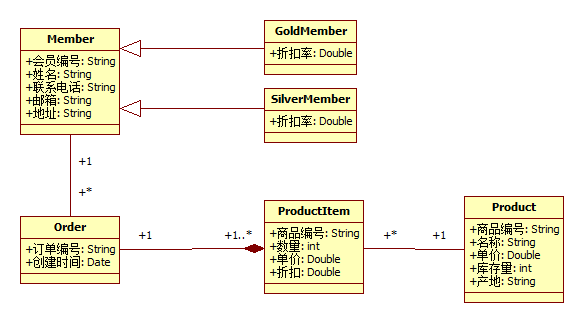 Member
+会员编号: String
+姓名: String
+联系电话: String
+邮箱: String
+地址: String
GoldMember
+折扣率: Double
SilverMember
+折扣率: Double
+1
+*
Order
+订单编号: String
+创建时间: Date
+1
+1..*
ProductItem
+商品编号: String
+数量: int
+单价: Double
+折扣: Double
+*
+1
Product
+商品编号: String
+名称: String
+单价: Double
+库存量: int
+产地: String